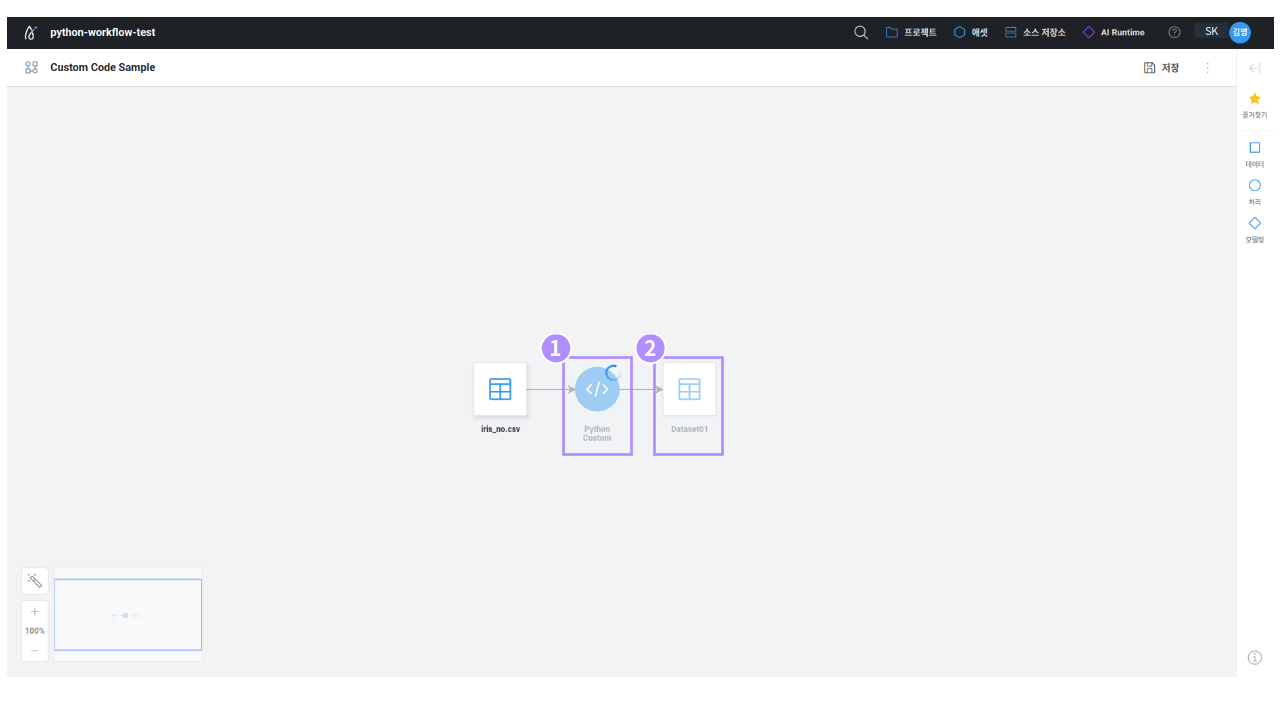 python-workflow-test
프로젝트
애셋
소스 저장소
AI Runtime
SK
김영
Custom Code Sample
저장
즐겨찾기
데이터
처리
모델링
1
2
iris_no.csv
Python
Custom
Dataset01
100%